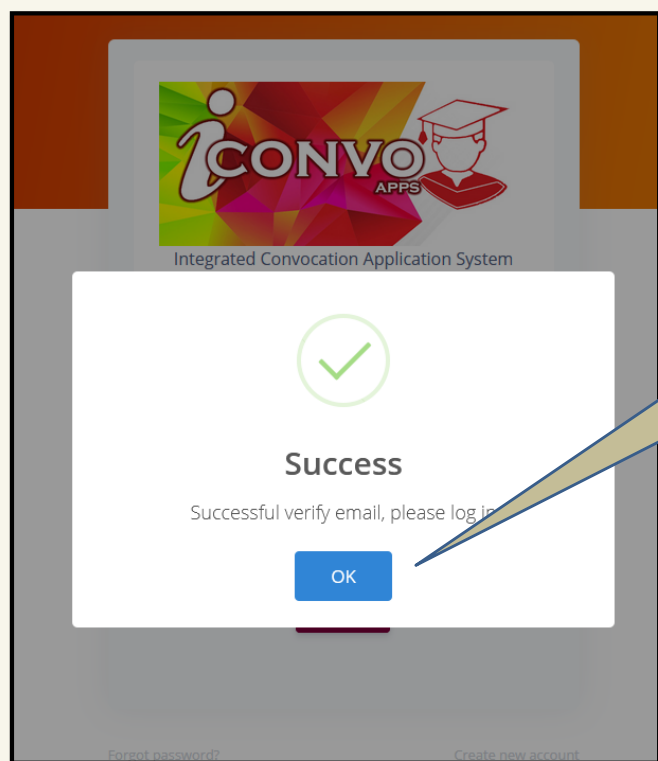 iCONVO
APPS
Integrated Convocation Application System
Success
Successful verify email, please log in
OK
Forgot password?
Create new account